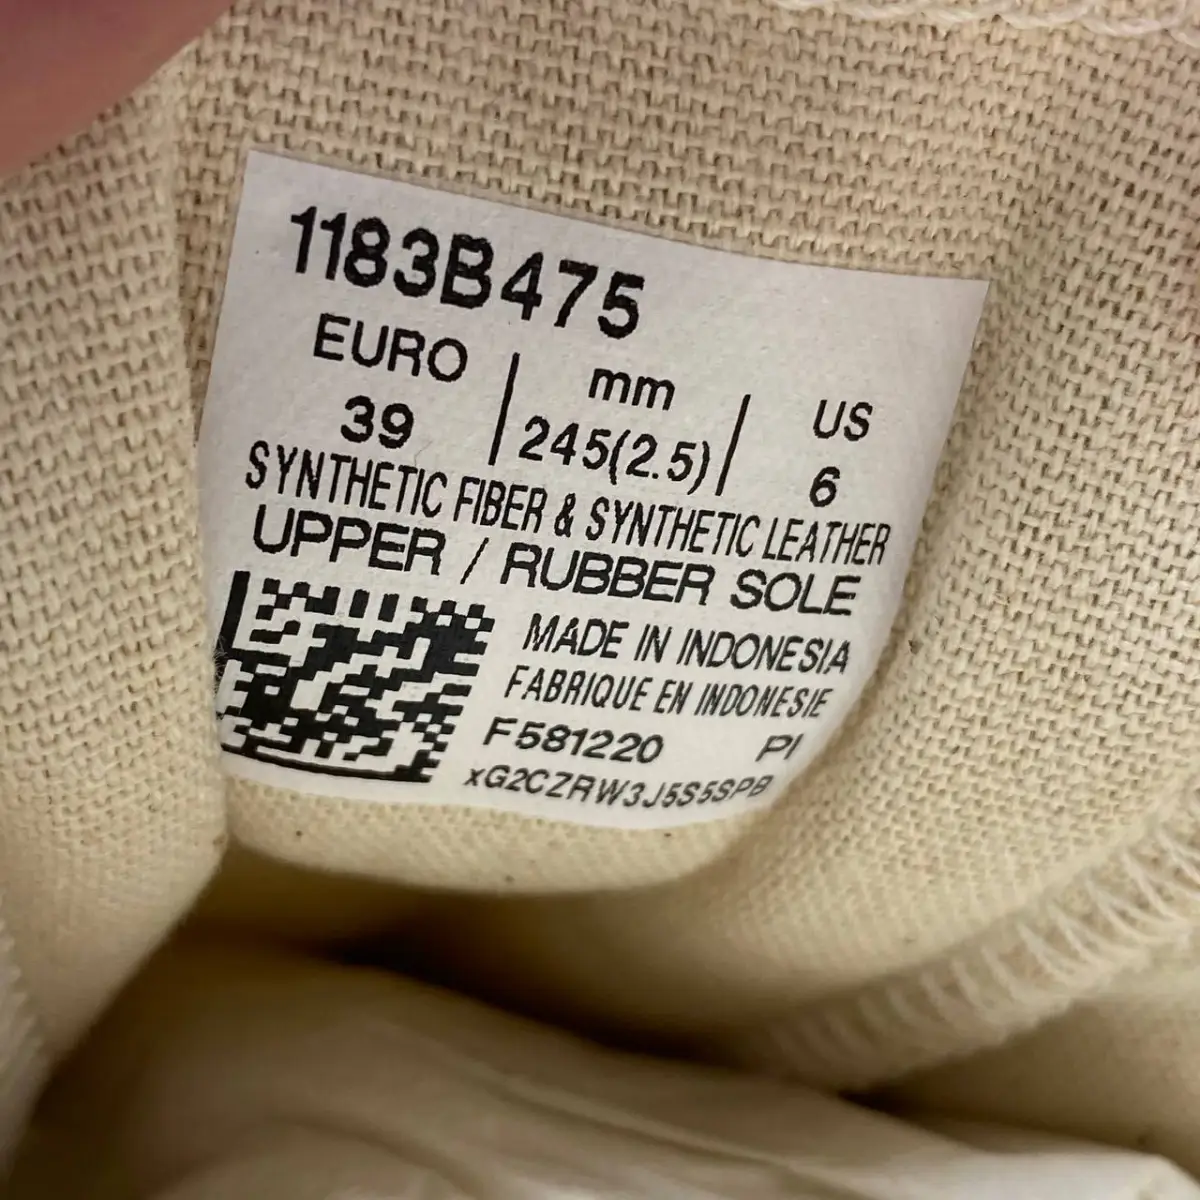 1183B475
EURO mm US
39 245(2.5) 6
SYNTHETIC FIBER & SYNTHETIC LEATHER
UPPER / RUBBER SOLE
MADE IN INDONESIA
FABRIQUE EN INDONESIE
F581220 PI
xG2CZRW3J5S5SPB